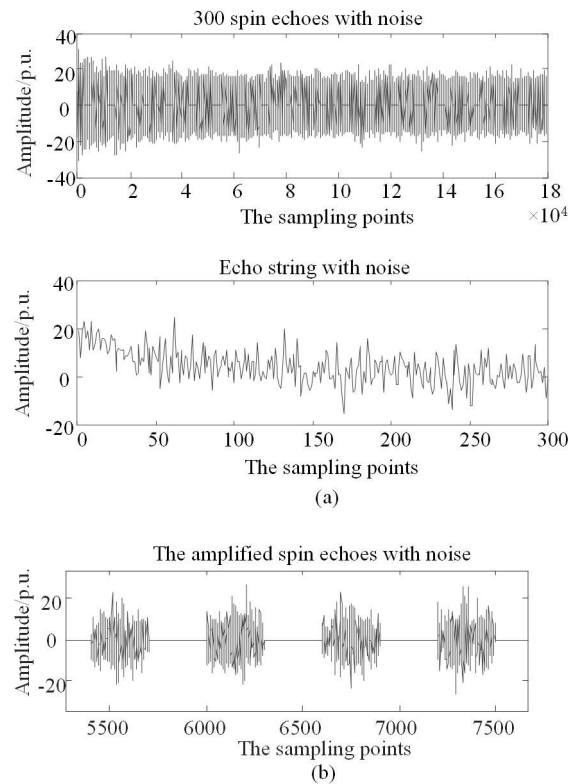 300 spin echoes with noise
40
20
0
-20
-40
Amplitude/p.u.
0 2 4 6 8 10 12 14 16 18
The sampling points
×10⁴
Echo string with noise
40
20
0
-20
Amplitude/p.u.
0 50 100 150 200 250 300
The sampling points
(a)
The amplified spin echoes with noise
20
0
-20
Amplitude/p.u.
5500 6000 6500 7000 7500
The sampling points
(b)